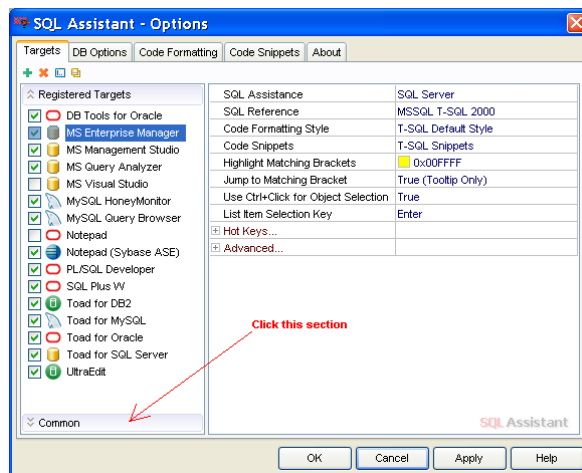 SQL Assistant - Options
Targets DB Options Code Formatting Code Snippets About
Registered Targets
DB Tools for Oracle
MS Enterprise Manager
MS Management Studio
MS Query Analyzer
MS Visual Studio
MySQL HoneyMonitor
MySQL Query Browser
Notepad
Notepad (Sybase ASE)
PL/SQL Developer
SQL Plus W
Toad for DB2
Toad for MySQL
Toad for Oracle
Toad for SQL Server
UltraEdit
Common
SQL Assistance SQL Server
SQL Reference MSSQL T-SQL 2000
Code Formatting Style T-SQL Default Style
Code Snippets T-SQL Snippets
Highlight Matching Brackets 0x00FFFF
Jump to Matching Bracket True (Tooltip Only)
Use Ctrl+Click for Object Selection True
List Item Selection Key Enter
Hot Keys...
Advanced...
Click this section
SQL Assistant
OK Cancel Apply Help